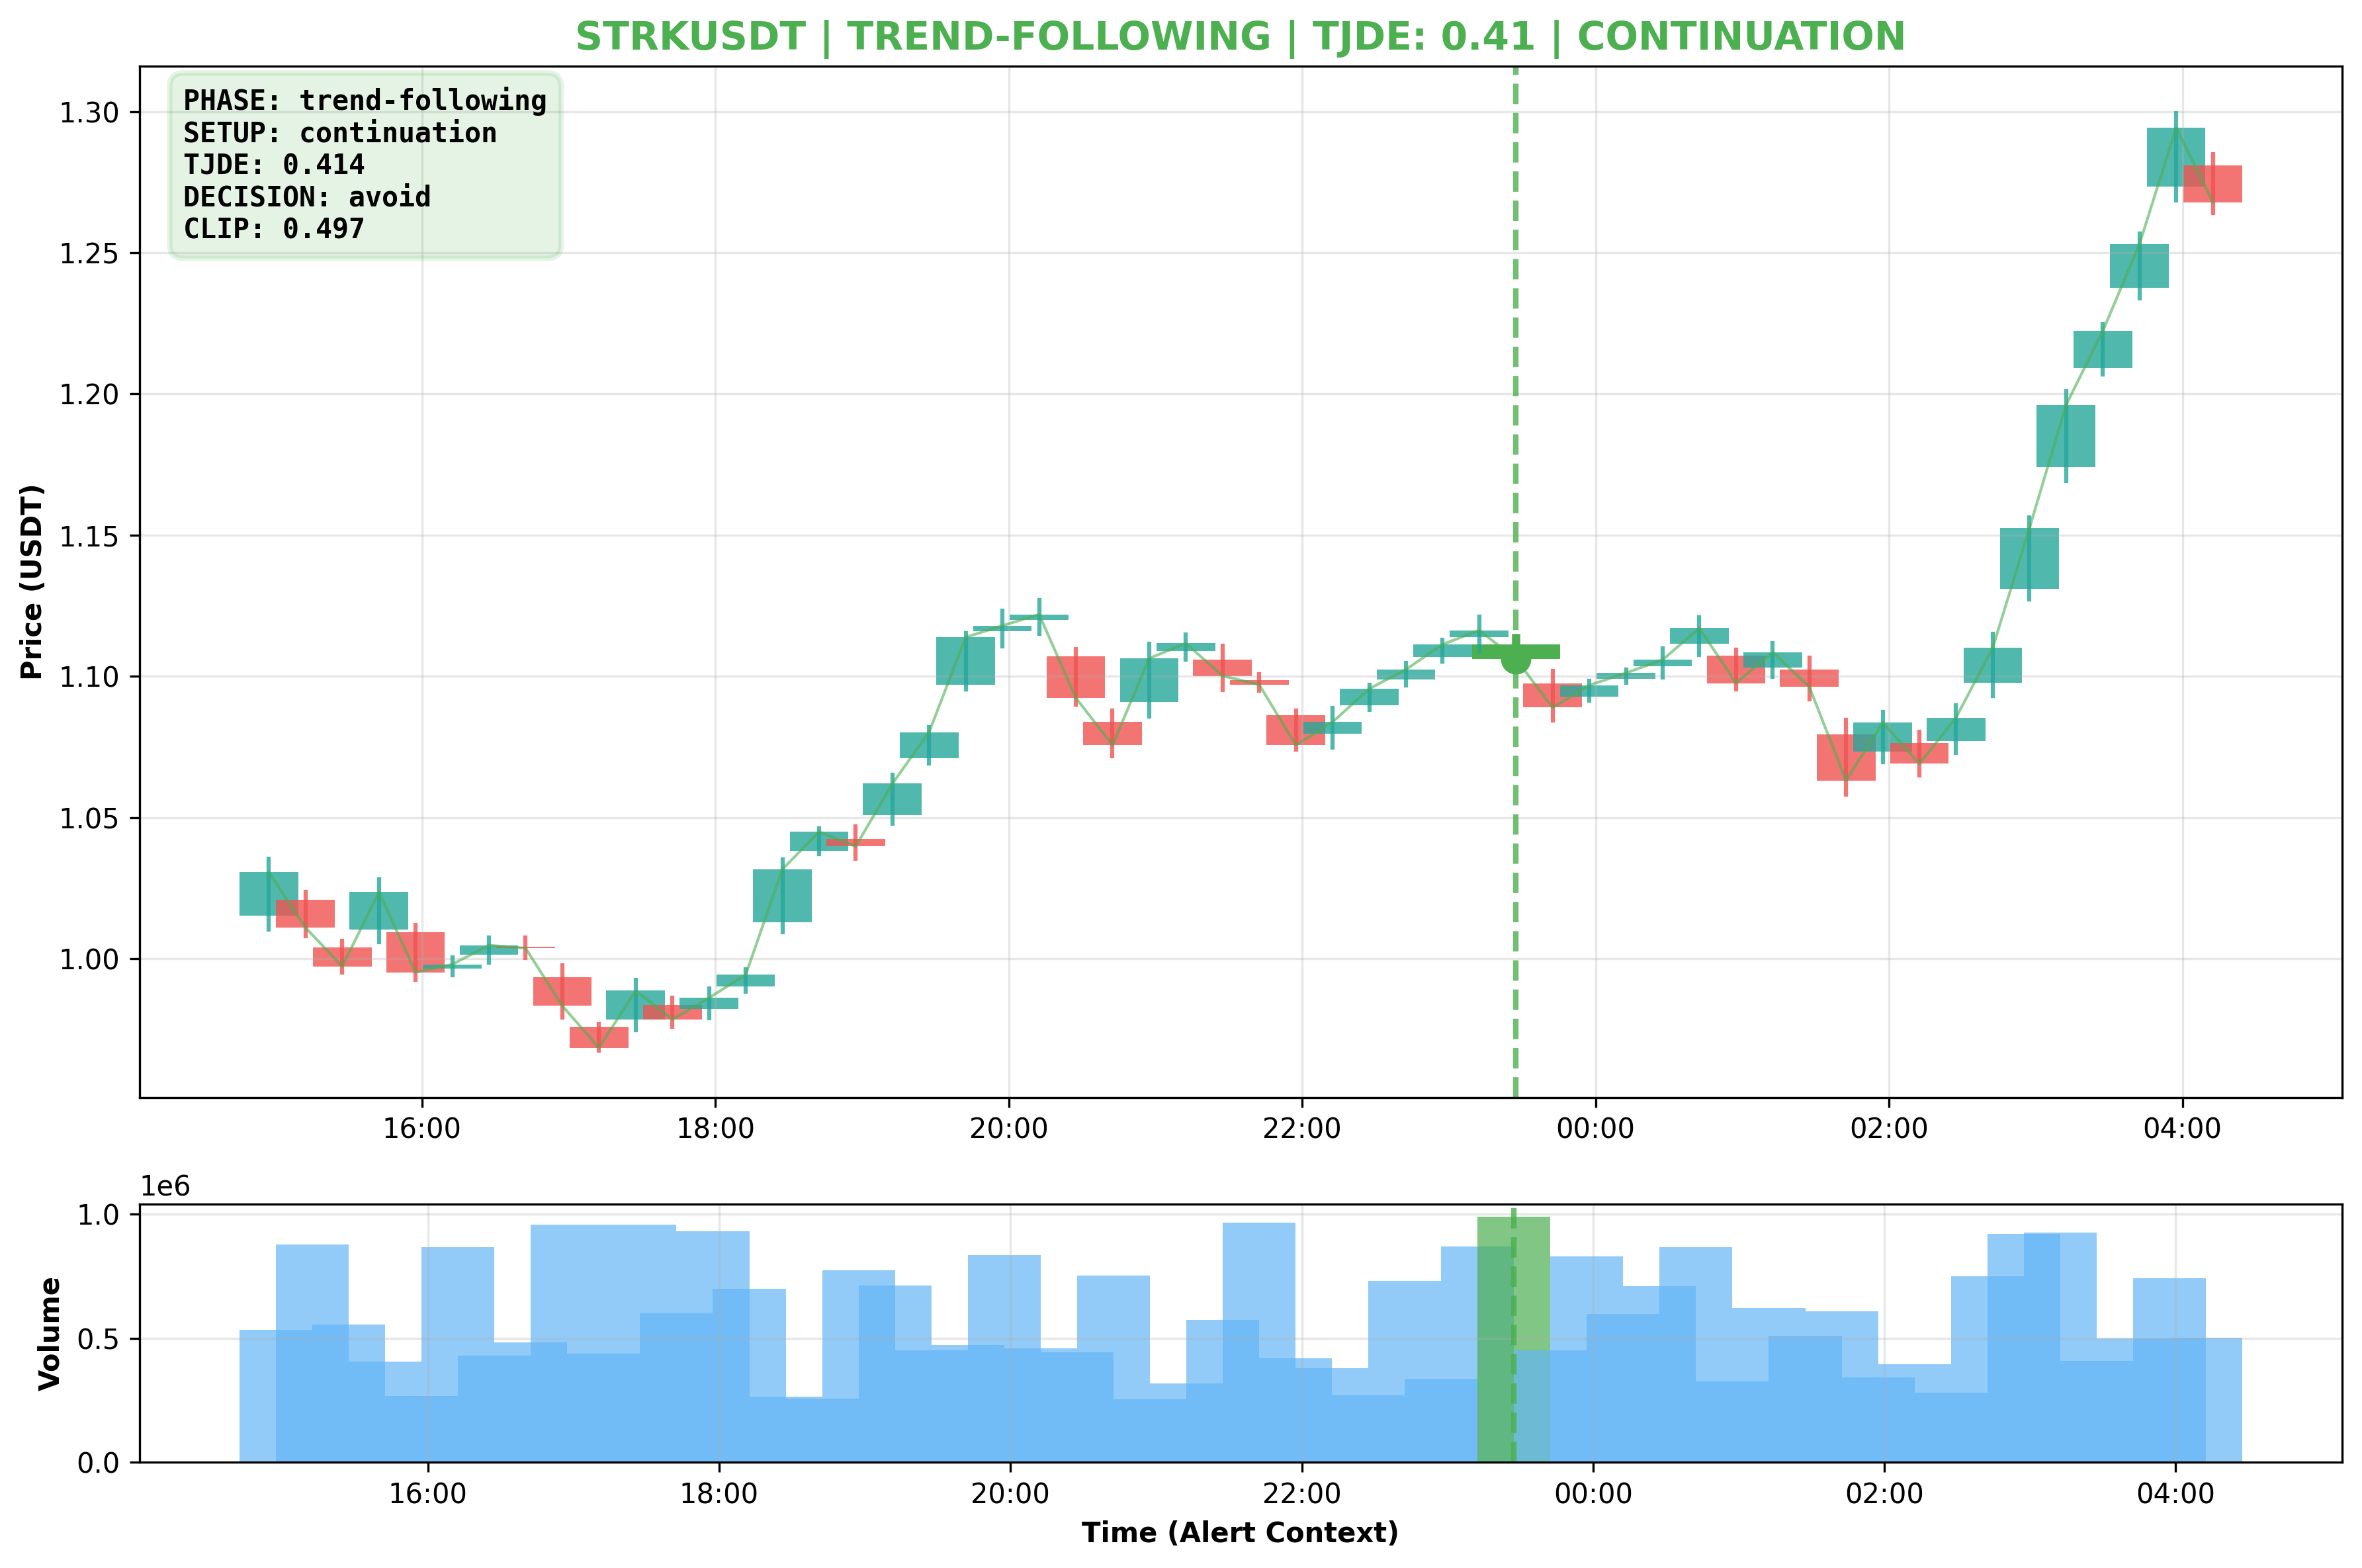 STRKUSDT | TREND-FOLLOWING | TJDE: 0.41 | CONTINUATION
PHASE: trend-following
SETUP: continuation
TJDE: 0.414
DECISION: avoid
CLIP: 0.497
Price (USDT)
1.30
1.25
1.20
1.15
1.10
1.05
1.00
16:00 18:00 20:00 22:00 00:00 02:00 04:00
1e6
Volume
1.0
0.5
0.0
16:00 18:00 20:00 22:00 00:00 02:00 04:00
Time (Alert Context)